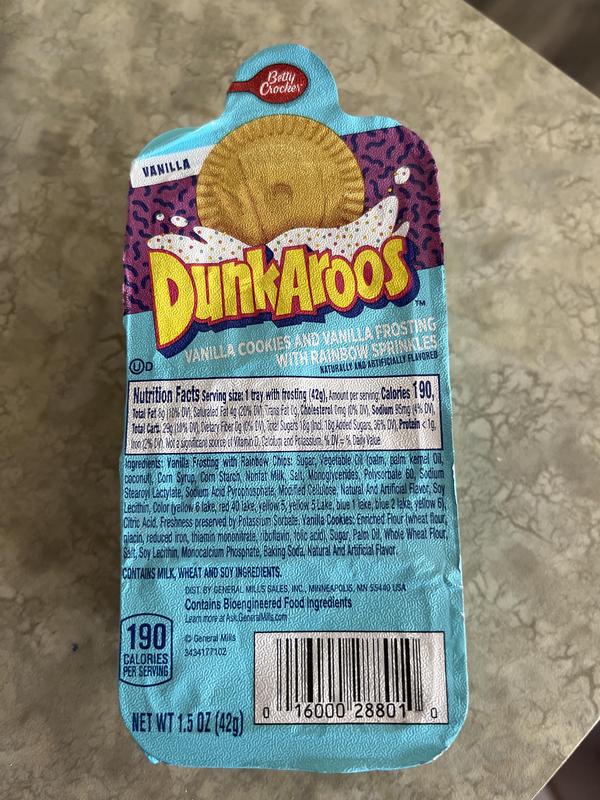 Betty
Crocker
VANILLA
DunkAroos™
VANILLA COOKIES AND VANILLA FROSTING
WITH RAINBOW SPRINKLES
NATURALLY AND ARTIFICIALLY FLAVORED
U D
Nutrition Facts Serving size: 1 tray with frosting (42g), Amount per serving: Calories 190,
Total Fat 8g (10% DV), Saturated Fat 4g (20% DV), Trans Fat 0g, Cholesterol 0mg (0% DV), Sodium 95mg (4% DV),
Total Carb. 29g (10% DV), Dietary Fiber 0g (0% DV), Total Sugars 18g (Incl. 18g Added Sugars, 36% DV), Protein <1g,
Iron (2% DV). Not a significant source of Vitamin D, Calcium and Potassium. % DV = % Daily Value
Ingredients: Vanilla Frosting with Rainbow Chips: Sugar, Vegetable Oil (palm, palm kernel Oil,
coconut), Corn Syrup, Corn Starch, Nonfat Milk, Salt, Monoglycerides, Polysorbate 60, Sodium
Stearoyl Lactylate, Sodium Acid Pyrophosphate, Modified Cellulose, Natural And Artificial Flavor, Soy
Lecithin, Color (yellow 6 lake, red 40 lake, yellow 5, yellow 5 Lake, blue 1 lake, blue 2 lake, yellow 6),
Citric Acid. Freshness preserved by Potassium Sorbate. Vanilla Cookies: Enriched Flour (wheat flour,
niacin, reduced iron, thiamin mononitrate, riboflavin, folic acid), Sugar, Palm Oil, Whole Wheat Flour,
Salt, Soy Lecithin, Monocalcium Phosphate, Baking Soda, Natural And Artificial Flavor.
CONTAINS MILK, WHEAT AND SOY INGREDIENTS.
DIST. BY GENERAL MILLS SALES, INC., MINNEAPOLIS, MN 55440 USA
Contains Bioengineered Food Ingredients
Learn more at Ask.GeneralMills.com
© General Mills
3434177102
190
CALORIES
PER SERVING
NET WT 1.5 OZ (42g)
0 16000 28801 0